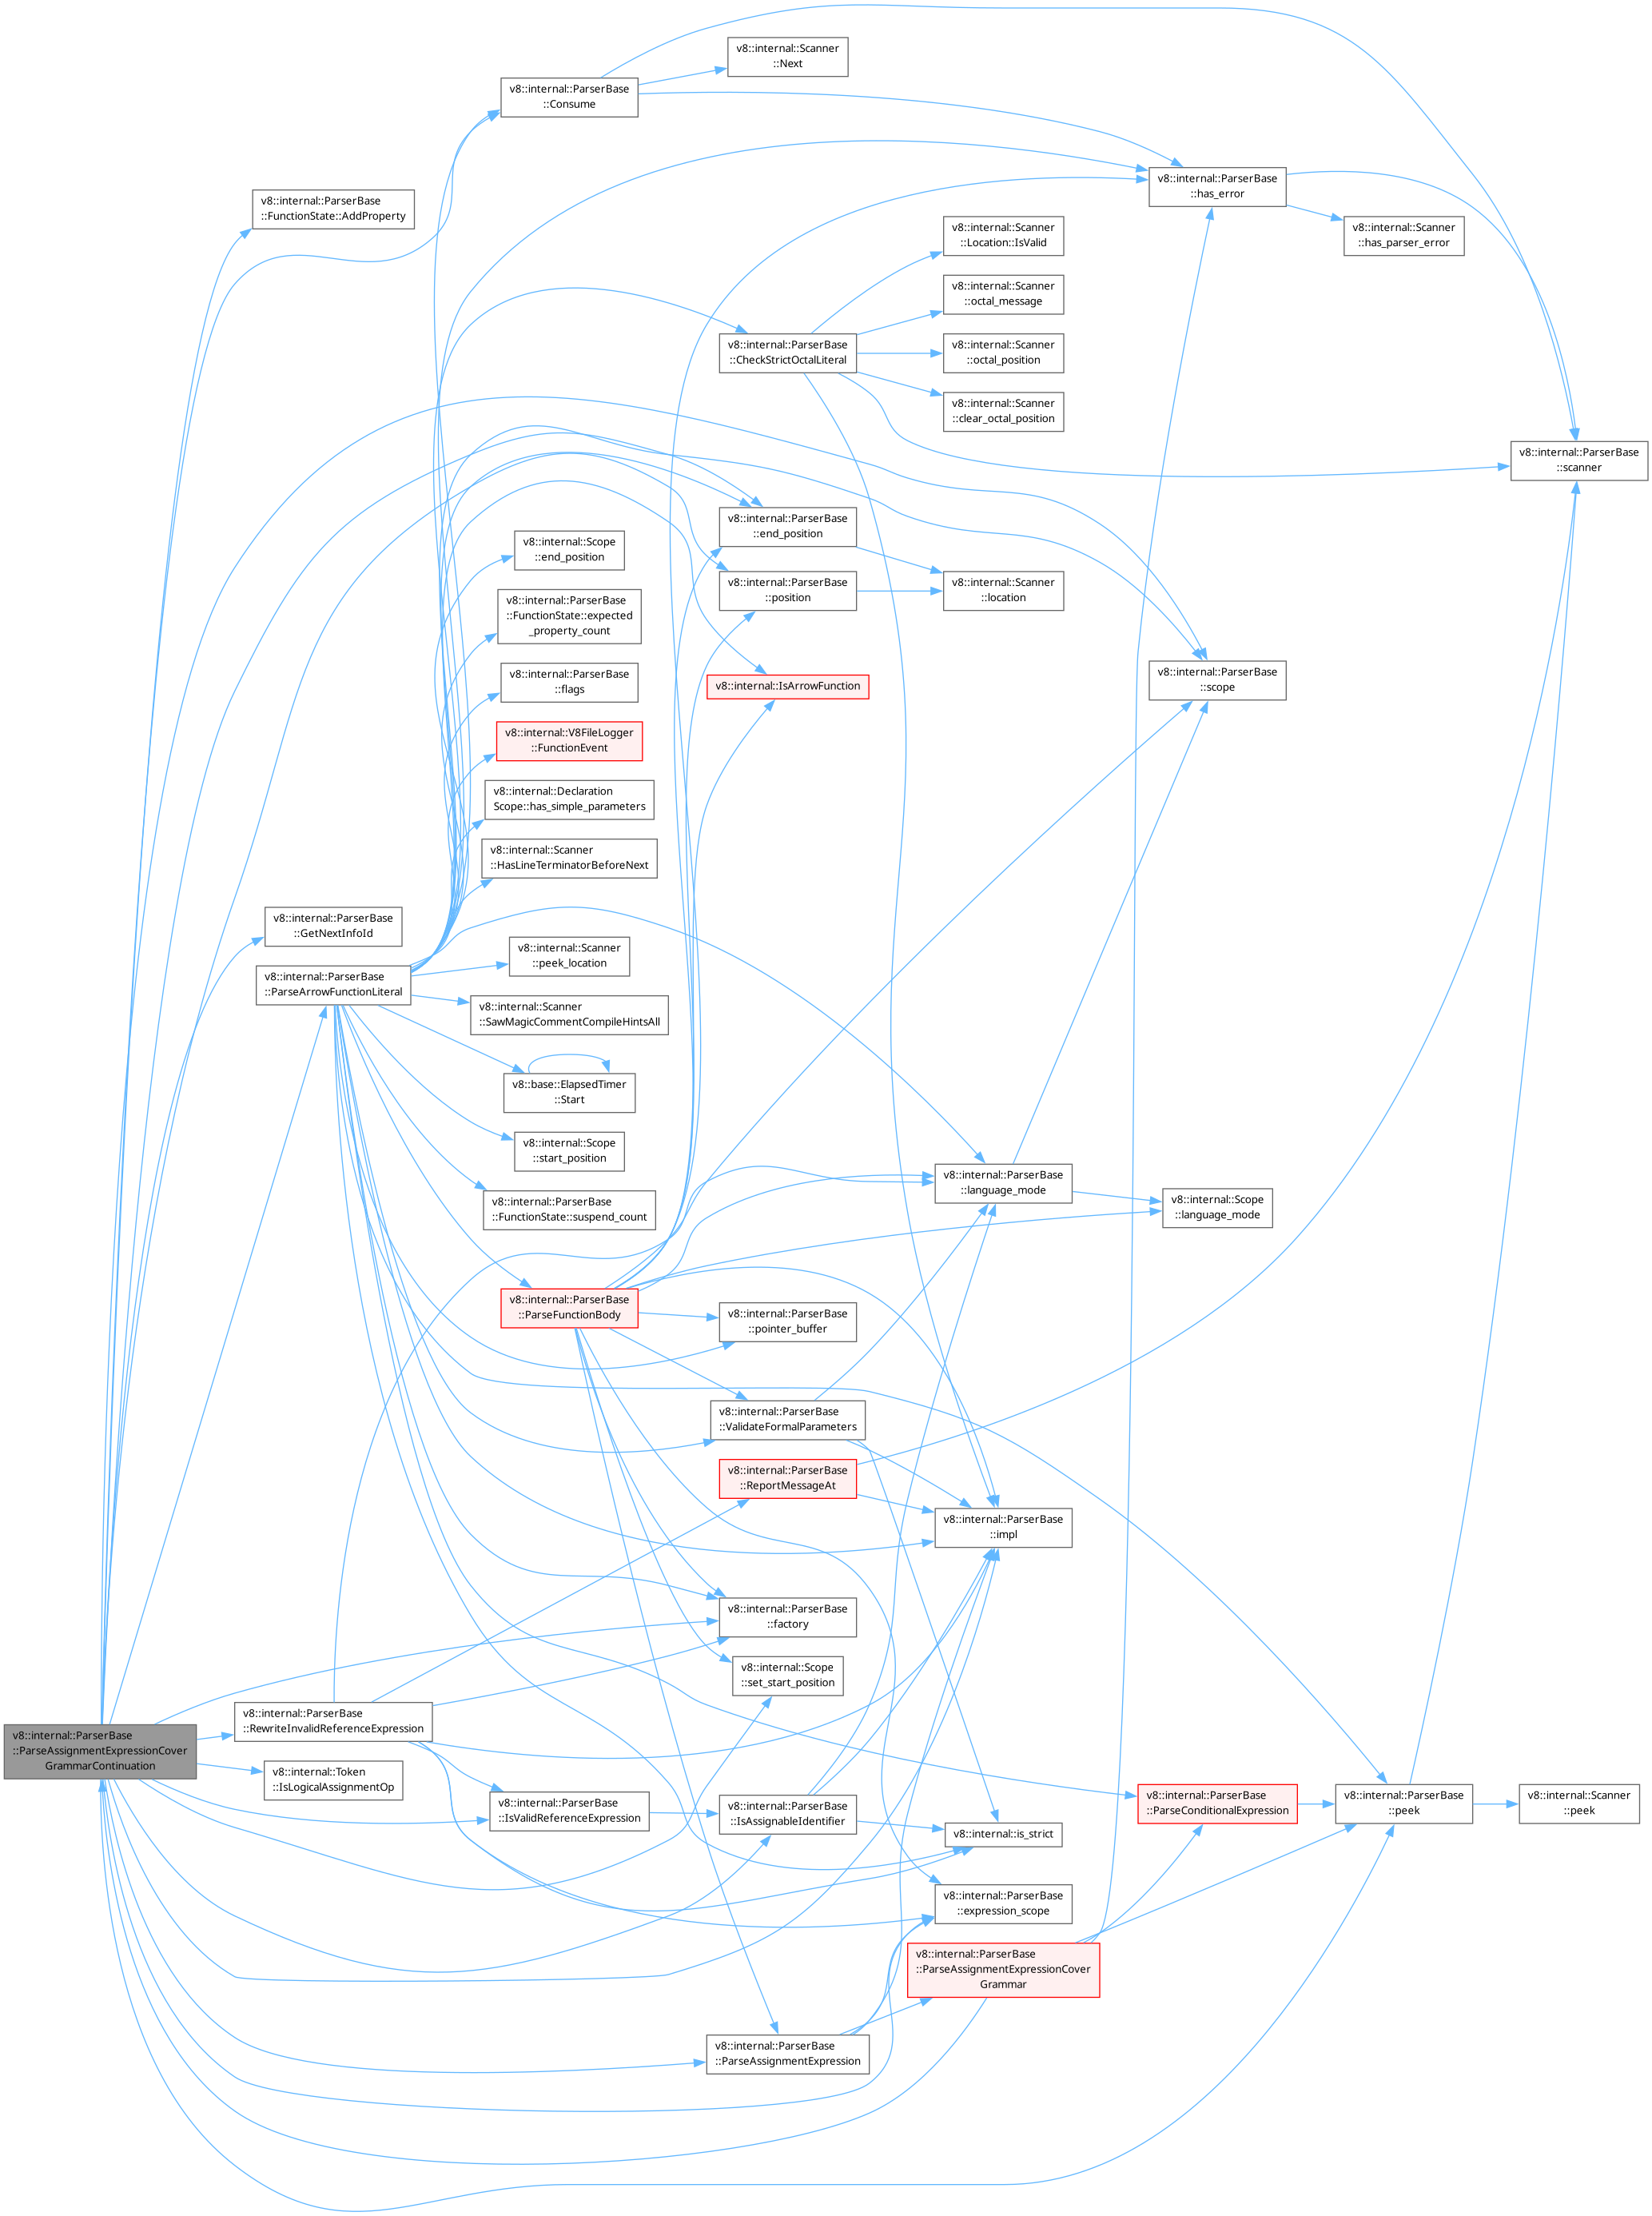 v8::internal::Scanner
::Next
v8::internal::ParserBase
::Consume
v8::internal::ParserBase
::has_error
v8::internal::ParserBase
::FunctionState::AddProperty
v8::internal::Scanner
::Location::IsValid
v8::internal::Scanner
::has_parser_error
v8::internal::Scanner
::octal_message
v8::internal::ParserBase
::CheckStrictOctalLiteral
v8::internal::Scanner
::octal_position
v8::internal::Scanner
::clear_octal_position
v8::internal::ParserBase
::scanner
v8::internal::ParserBase
::end_position
v8::internal::Scope
::end_position
v8::internal::ParserBase
::position
v8::internal::Scanner
::location
v8::internal::ParserBase
::FunctionState::expected
_property_count
v8::internal::ParserBase
::flags
v8::internal::IsArrowFunction
v8::internal::ParserBase
::scope
v8::internal::V8FileLogger
::FunctionEvent
v8::internal::Declaration
Scope::has_simple_parameters
v8::internal::Scanner
::HasLineTerminatorBeforeNext
v8::internal::ParserBase
::GetNextInfoId
v8::internal::Scanner
::peek_location
v8::internal::ParserBase
::ParseArrowFunctionLiteral
v8::internal::Scanner
::SawMagicCommentCompileHintsAll
v8::base::ElapsedTimer
::Start
v8::internal::Scope
::start_position
v8::internal::ParserBase
::FunctionState::suspend_count
v8::internal::ParserBase
::language_mode
v8::internal::Scope
::language_mode
v8::internal::ParserBase
::ParseFunctionBody
v8::internal::ParserBase
::pointer_buffer
v8::internal::ParserBase
::ValidateFormalParameters
v8::internal::ParserBase
::ReportMessageAt
v8::internal::ParserBase
::impl
v8::internal::ParserBase
::factory
v8::internal::Scope
::set_start_position
v8::internal::ParserBase
::RewriteInvalidReferenceExpression
v8::internal::ParserBase
::ParseAssignmentExpressionCover
GrammarContinuation
v8::internal::Token
::IsLogicalAssignmentOp
v8::internal::ParserBase
::IsValidReferenceExpression
v8::internal::ParserBase
::IsAssignableIdentifier
v8::internal::is_strict
v8::internal::ParserBase
::ParseConditionalExpression
v8::internal::ParserBase
::peek
v8::internal::Scanner
::peek
v8::internal::ParserBase
::expression_scope
v8::internal::ParserBase
::ParseAssignmentExpressionCover
Grammar
v8::internal::ParserBase
::ParseAssignmentExpression